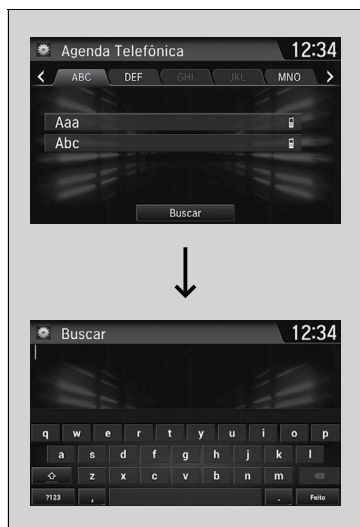 Agenda Telefônica 12:34
ABC DEF GHI JKL MNO
Aaa
Abc
Buscar
Buscar 12:34
q w e r t y u i o p
a s d f g h j k l
z x c v b n m
?123 , . Feito